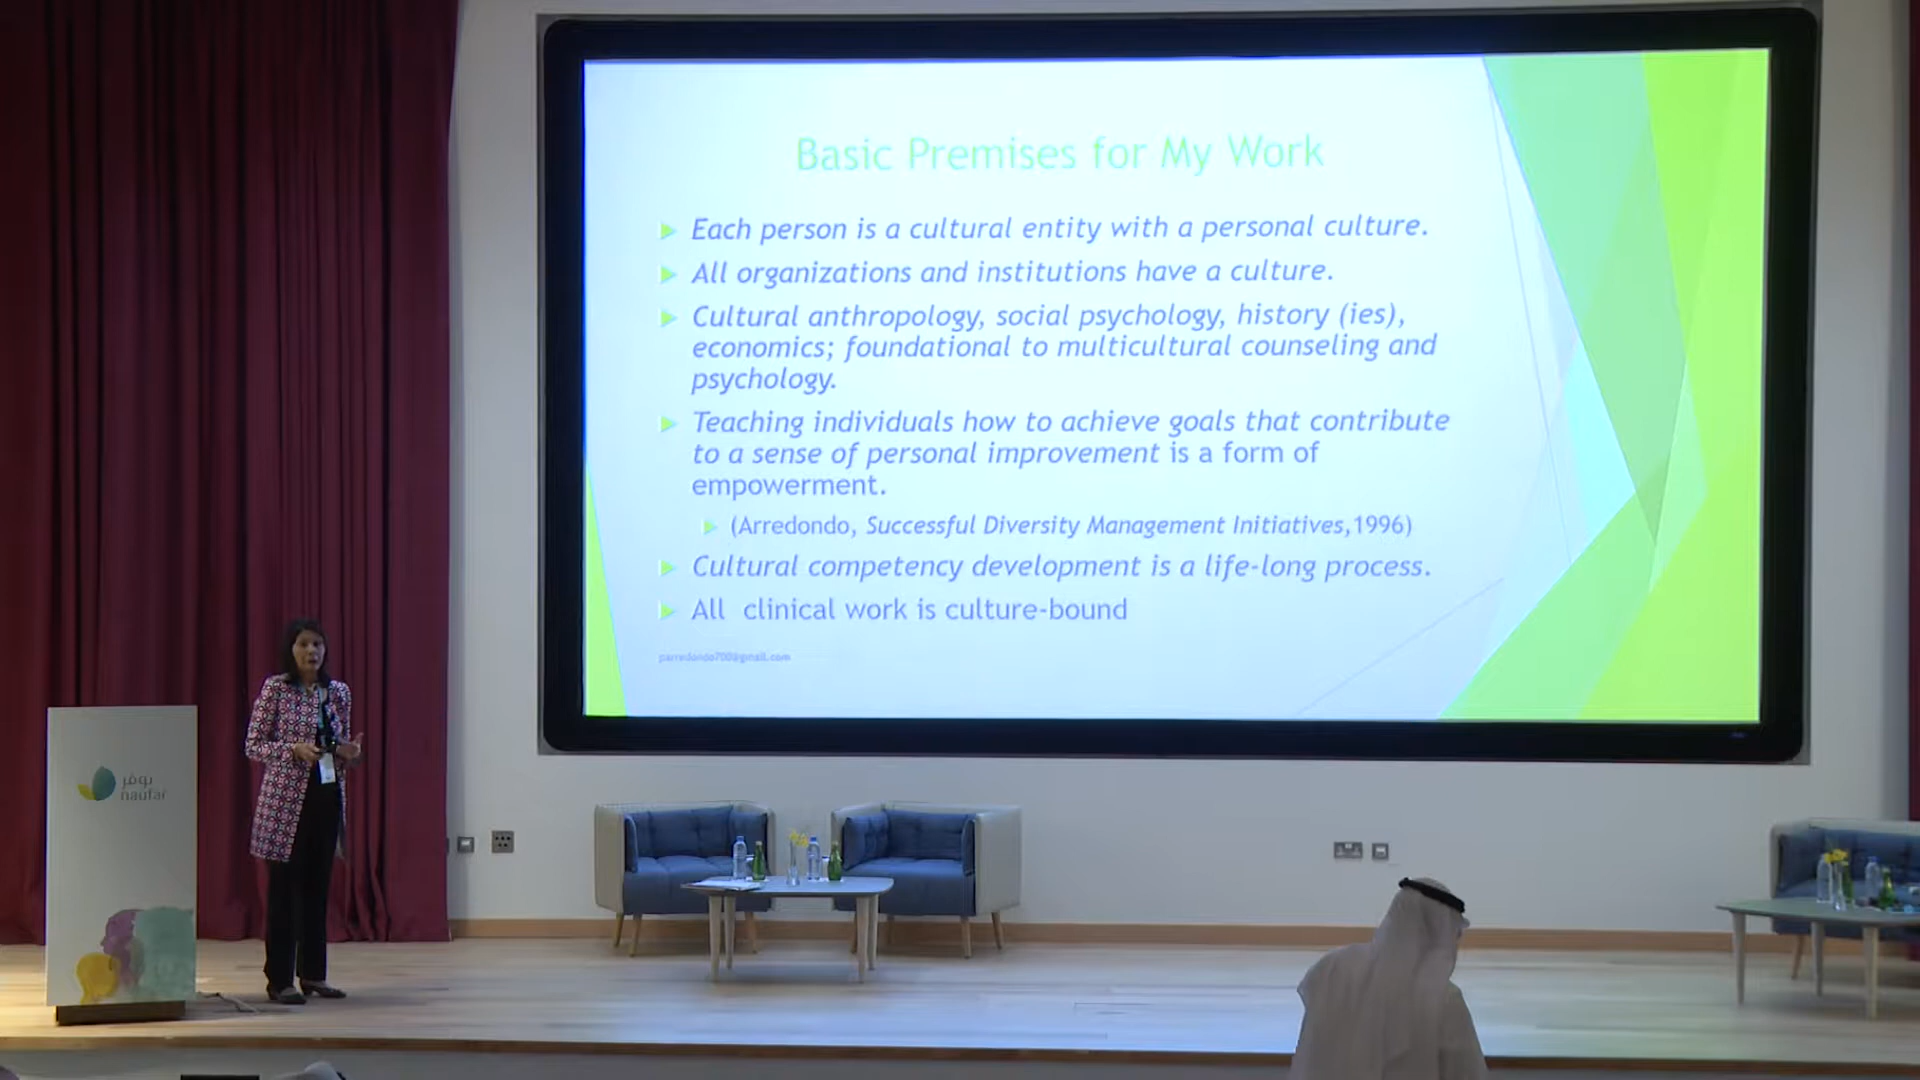 Basic Premises for My Work
Each person is a cultural entity with a personal culture.
All organizations and institutions have a culture.
Cultural anthropology, social psychology, history (ies),
economics; foundational to multicultural counseling and
psychology.
Teaching individuals how to achieve goals that contribute
to a sense of personal improvement is a form of
empowerment.
(Arredondo, Successful Diversity Management Initiatives,1996)
Cultural competency development is a life-long process.
All clinical work is culture-bound
parredondo700@gmail.com
نوفر
naufar